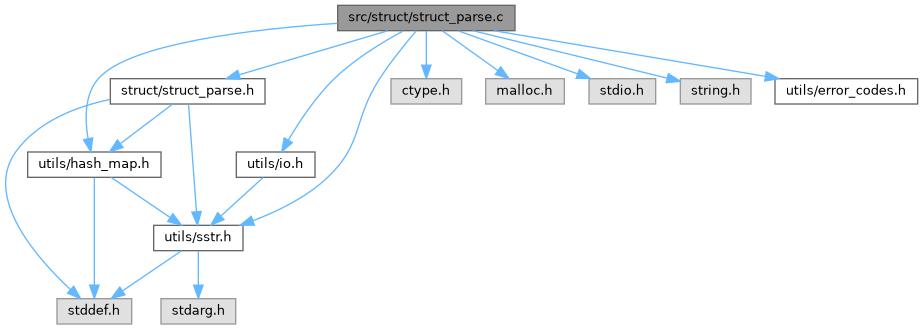 src/struct/struct_parse.c
struct/struct_parse.h
ctype.h
malloc.h
stdio.h
string.h
utils/error_codes.h
utils/hash_map.h
utils/io.h
utils/sstr.h
stddef.h
stdarg.h